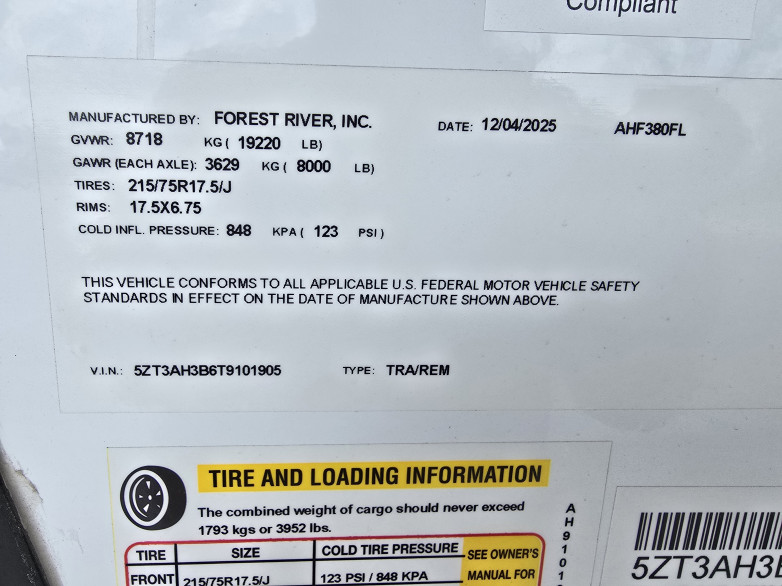 Compliant
MANUFACTURED BY: FOREST RIVER, INC. DATE: 12/04/2025 AHF380FL
GVWR: 8718 KG ( 19220 LB)
GAWR (EACH AXLE): 3629 KG ( 8000 LB)
TIRES: 215/75R17.5/J
RIMS: 17.5X6.75
COLD INFL. PRESSURE: 848 KPA ( 123 PSI )
THIS VEHICLE CONFORMS TO ALL APPLICABLE U.S. FEDERAL MOTOR VEHICLE SAFETY
STANDARDS IN EFFECT ON THE DATE OF MANUFACTURE SHOWN ABOVE.
V.I.N.: 5ZT3AH3B6T9101905 TYPE: TRA/REM
TIRE AND LOADING INFORMATION
The combined weight of cargo should never exceed
1793 kgs or 3952 lbs.
TIRE SIZE COLD TIRE PRESSURE SEE OWNER'S
FRONT 215/75R17.5/J 123 PSI / 848 KPA MANUAL FOR
AH9101
5ZT3AH3